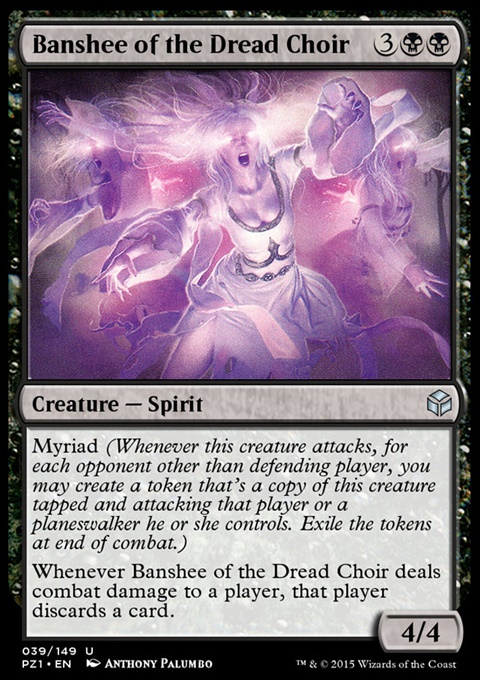 Banshee of the Dread Choir 3
Creature — Spirit
Myriad (Whenever this creature attacks, for
each opponent other than defending player, you
may create a token that's a copy of this creature
tapped and attacking that player or a
planeswalker he or she controls. Exile the tokens
at end of combat.)
Whenever Banshee of the Dread Choir deals
combat damage to a player, that player
discards a card.
4/4
039/149 U
PZ1 • EN Anthony Palumbo ™ & © 2015 Wizards of the Coast